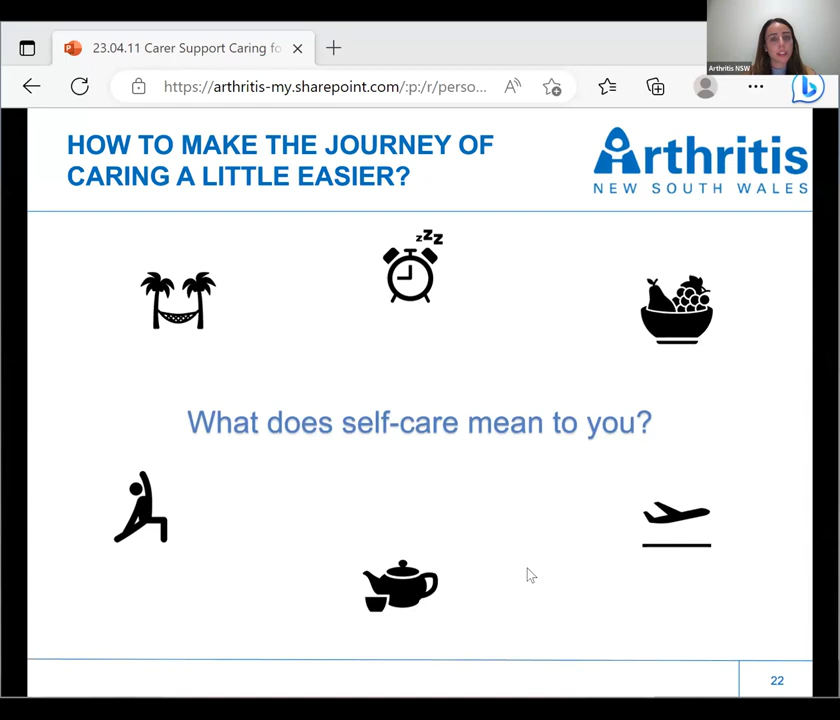 23.04.11 Carer Support Caring fo
https://arthritis-my.sharepoint.com/:p:/r/perso...
Arthritis NSW
HOW TO MAKE THE JOURNEY OF
CARING A LITTLE EASIER?
Arthritis
NEW SOUTH WALES
zzz
What does self-care mean to you?
22